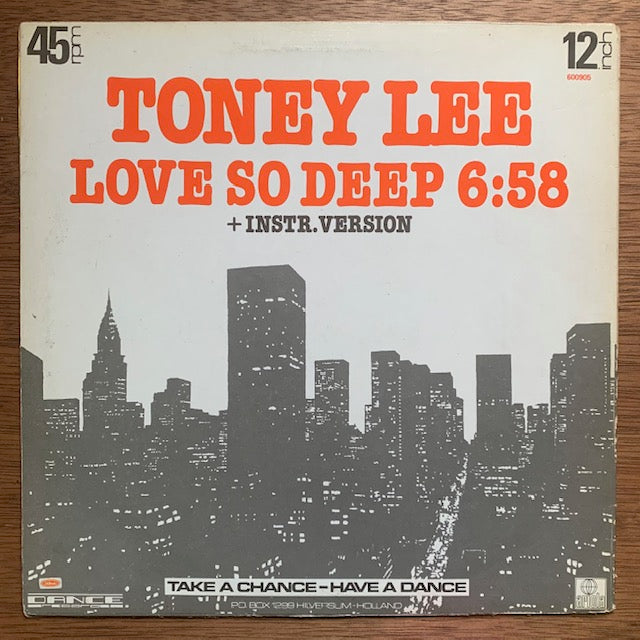 45 rpm
12 inch
600905
TONEY LEE
LOVE SO DEEP 6:58
+ INSTR.VERSION
TAKE A CHANCE-HAVE A DANCE
DANCE
P.O. BOX 1299 HILVERSUM-HOLLAND
ariola